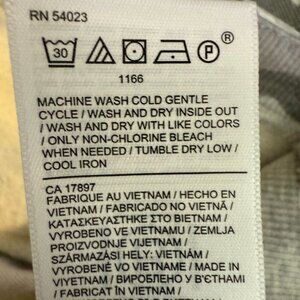 RN 54023
30 P ®
1166
MACHINE WASH COLD GENTLE
CYCLE / WASH AND DRY INSIDE OUT
/ WASH AND DRY WITH LIKE COLORS
/ ONLY NON-CHLORINE BLEACH
WHEN NEEDED / TUMBLE DRY LOW /
COOL IRON
CA 17897
FABRIQUE AU VIETNAM / HECHO EN
VIETNAM / FABRICADO NO VIETNÃ /
ΚΑΤΑΣΚΕΥΑΣΤΗΚΕ ΣΤΟ ΒΙΕΤΝΑΜ /
VYROBENO VE VIETNAMU / ZEMLJA
PROIZVODNJE VIJETNAM /
SZÁRMAZÁSI HELY: VIETNÁM /
VYROBENÉ VO VIETNAME / MADE IN
VIYETNAM / ВИРОБЛЕНО У В'ЄТНАМІ
/ FABRICAT ÎN VIETNAM /